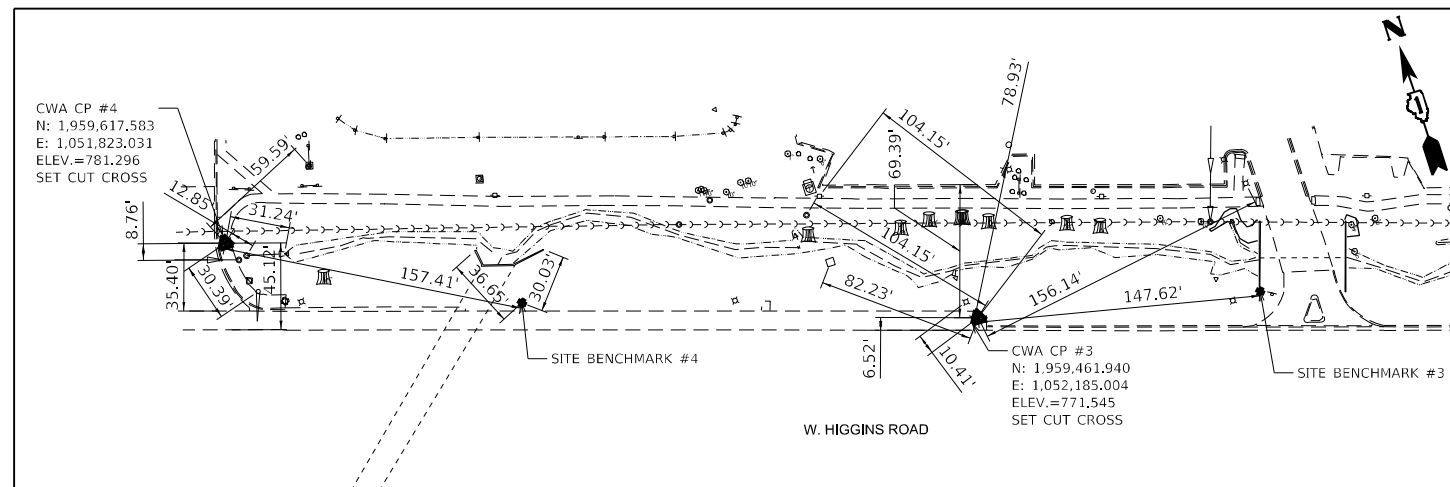 CWA CP #4
N: 1,959,617.583
E: 1,051,823.031
ELEV.=781.296
SET CUT CROSS
N
59.59'
12.85'
31.24'
8.76'
35.40'
30.39'
45.12'
157.41'
36.65'
30.03'
SITE BENCHMARK #4
104.15'
69.39'
78.93'
104.15'
82.23'
156.14'
147.62'
6.52'
10.41'
CWA CP #3
N: 1,959,461.940
E: 1,052,185.004
ELEV.=771.545
SET CUT CROSS
SITE BENCHMARK #3
W. HIGGINS ROAD